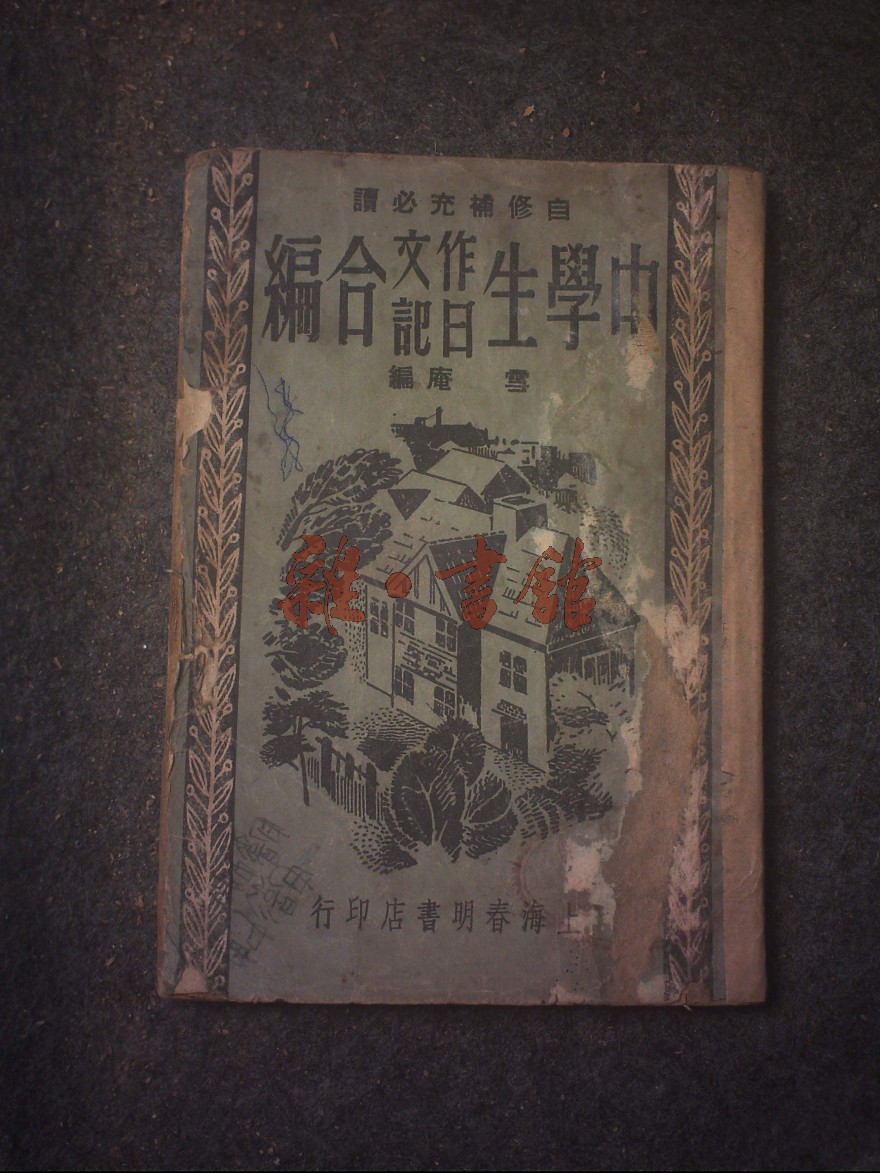 自修補充必讀
中學生作文日記合編
雪庵編
雜·書館
上海春明書店印行